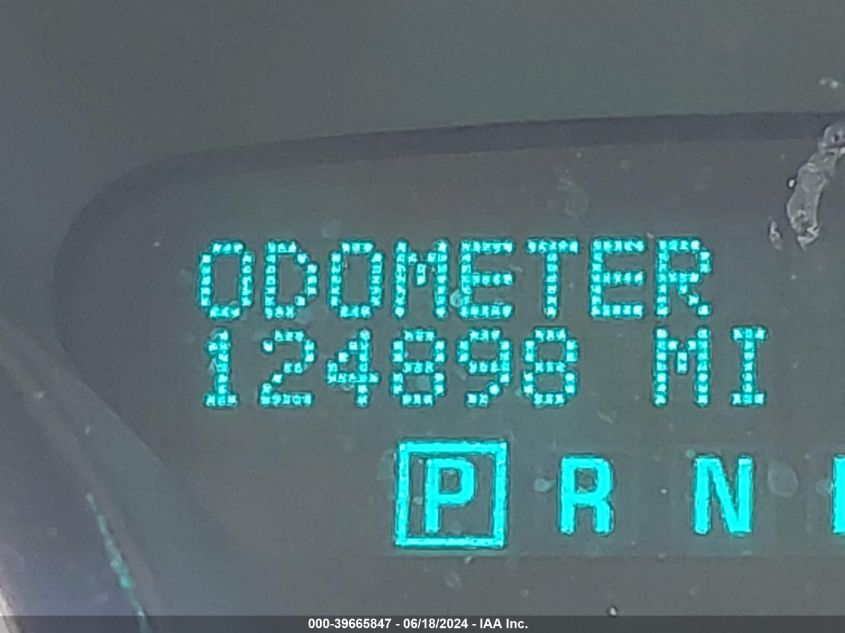 ODOMETER
124898 MI
P R N
000-39665847 - 06/18/2024 - IAA Inc.